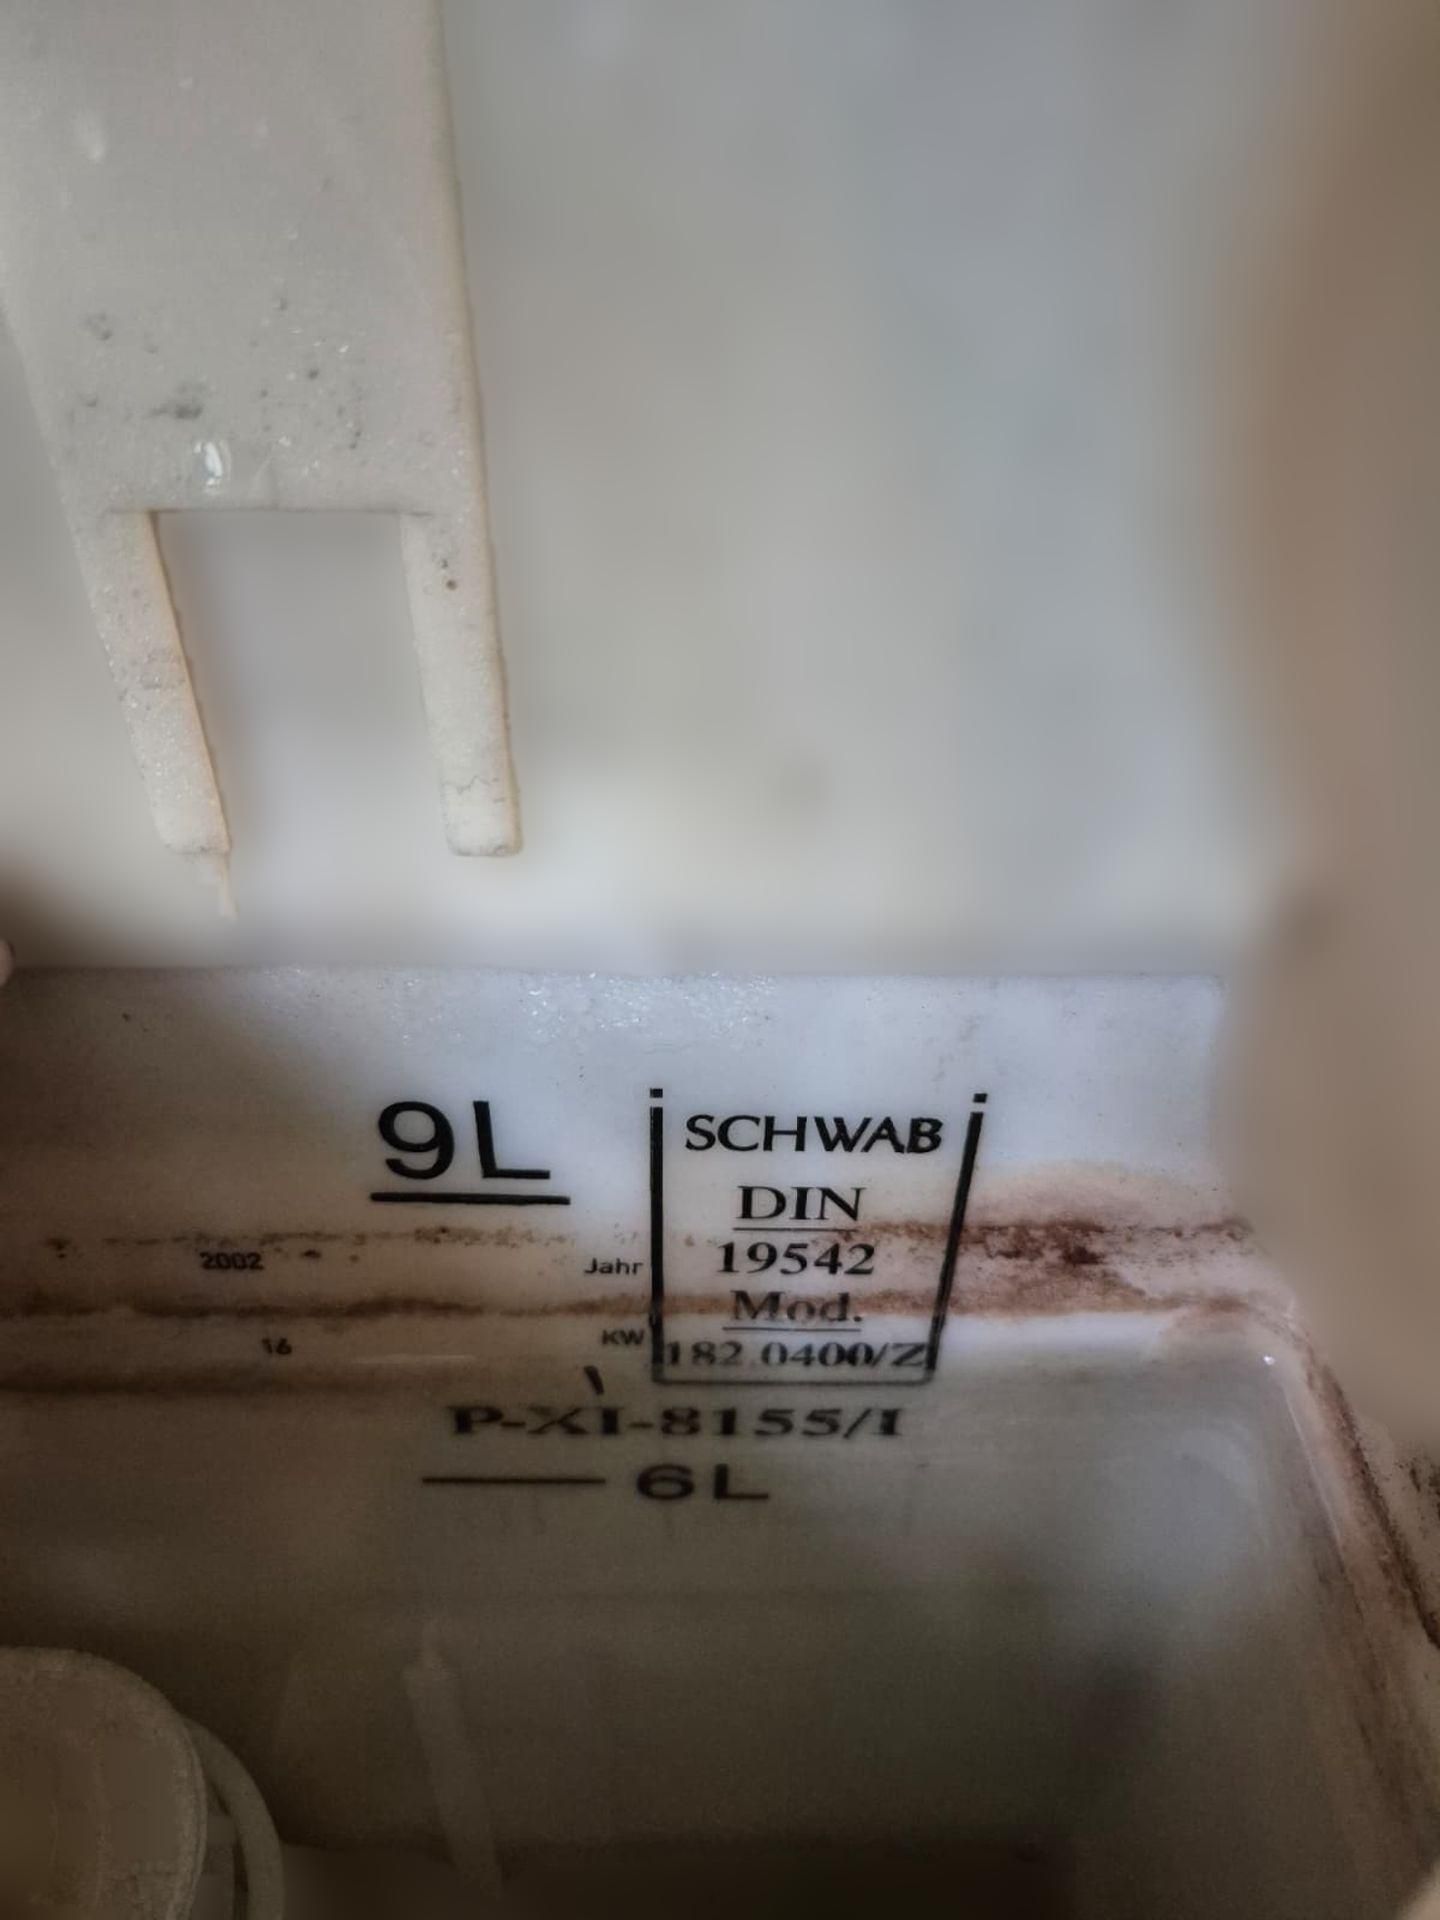 9L
SCHWAB
DIN
19542
2002 Jahr
Mod.
16 KW
182.0400/Z
P-XI-8155/I
6L